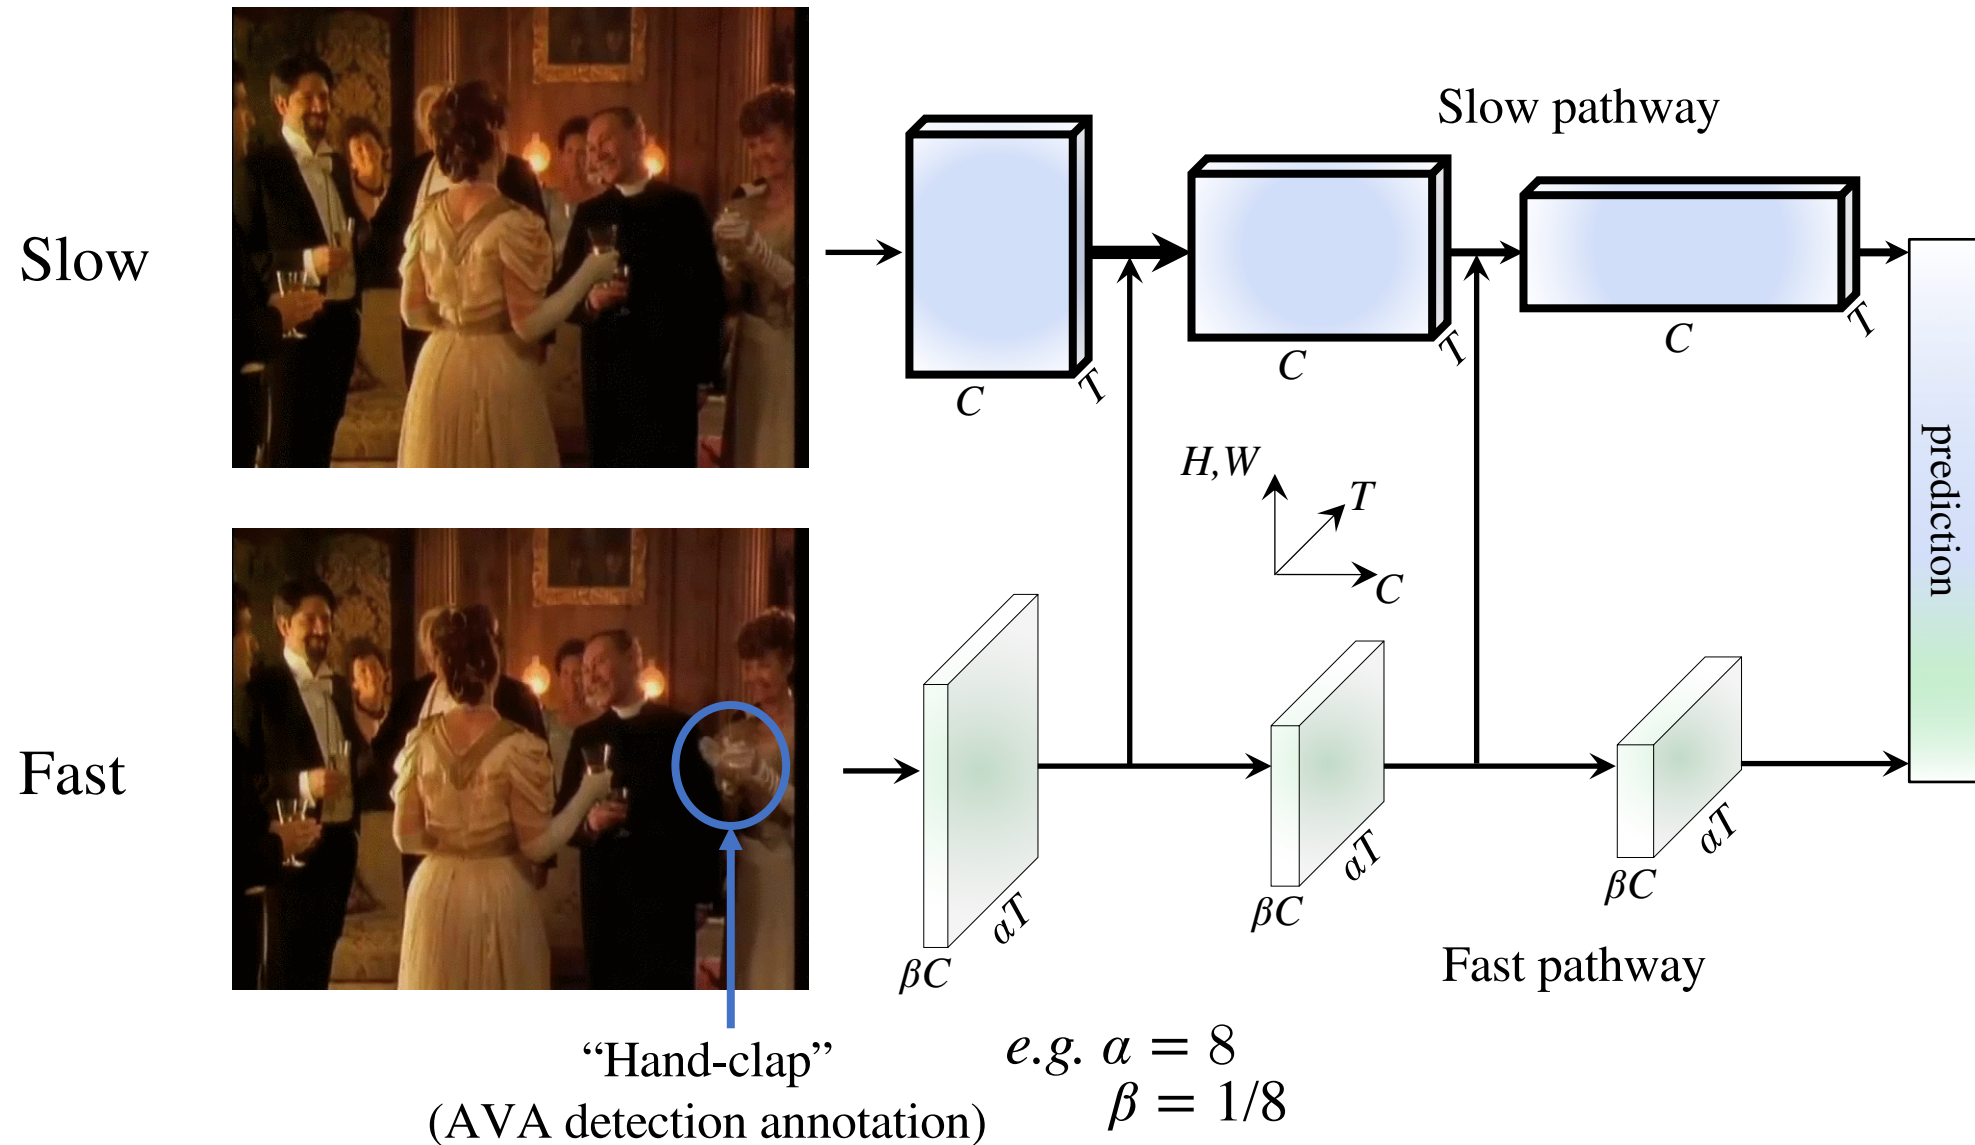 Slow
Slow pathway
C
T
C
T
C
T
H,W
T
C
prediction
Fast
βC
αT
βC
αT
βC
αT
Fast pathway
“Hand-clap”
(AVA detection annotation)
e.g. α = 8
β = 1/8